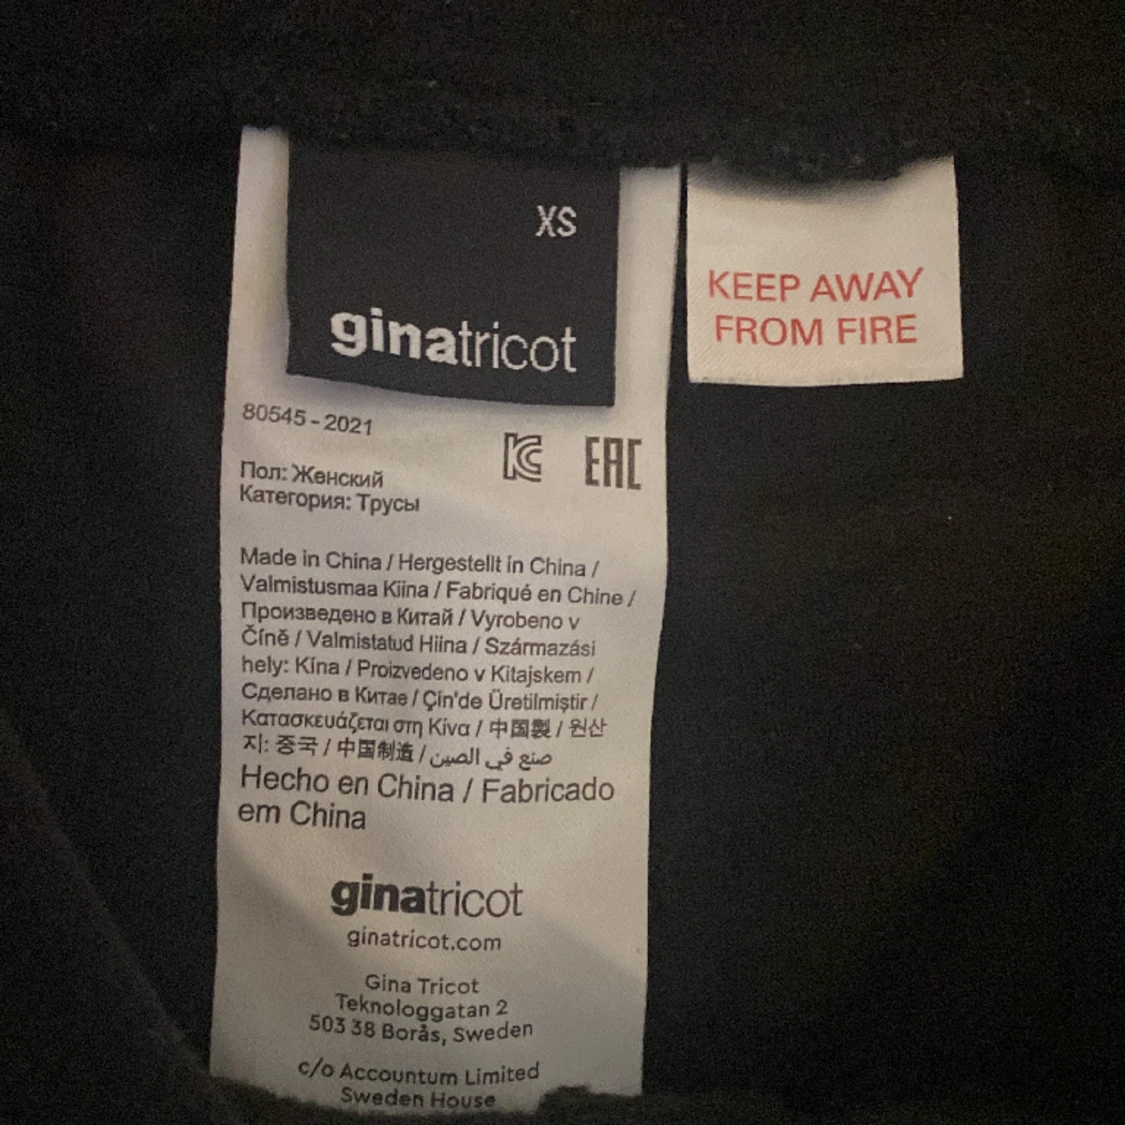 XS
ginatricot
KEEP AWAY
FROM FIRE
80545 - 2021
EAC
Пол: Женский
Категория: Трусы
Made in China / Hergestellt in China /
Valmistusmaa Kiina / Fabriqué en Chine /
Произведено в Китай / Vyrobeno v
Číně / Valmistatud Hiina / Származási
hely: Kína / Proizvedeno v Kitajskem /
Сделано в Китае / Çin'de Üretilmiştir /
Κατασκευάζεται στη Κίνα / 中国製 / 원산
지: 중국 / 中国制造 / صنع في الصين
Hecho en China / Fabricado
em China
ginatricot
ginatricot.com
Gina Tricot
Teknologgatan 2
503 38 Borås, Sweden
c/o Accountum Limited
Sweden House